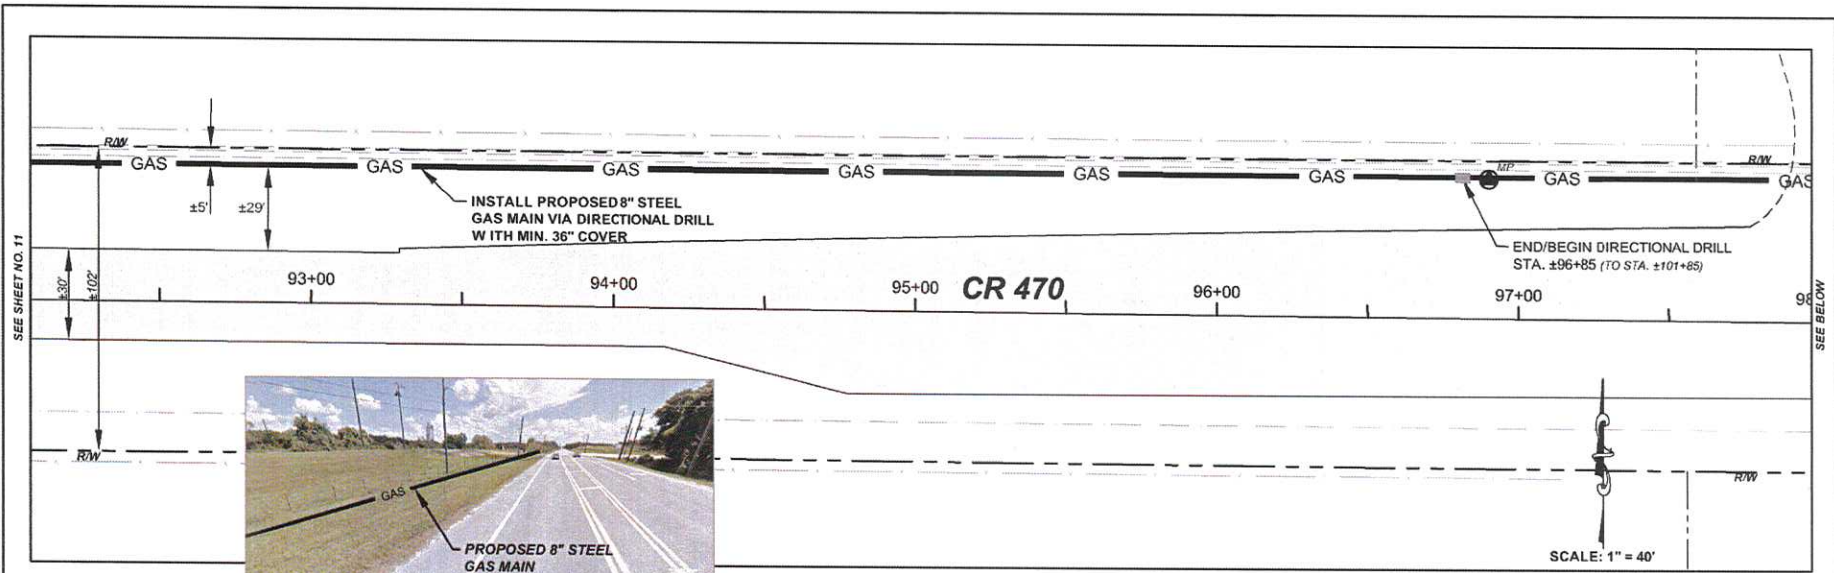 R/W
GAS GAS GAS GAS GAS GAS GAS GAS
MP
R/W
±5'
±29'
INSTALL PROPOSED 8" STEEL
GAS MAIN VIA DIRECTIONAL DRILL
W ITH MIN. 36" COVER
END/BEGIN DIRECTIONAL DRILL
STA. ±96+85 (TO STA. ±101+85)
SEE SHEET NO. 11
±30'
±102'
93+00
94+00
95+00
CR 470
96+00
97+00
98
SEE BELOW
R/W
R/W
GAS
PROPOSED 8" STEEL
GAS MAIN
SCALE: 1" = 40'